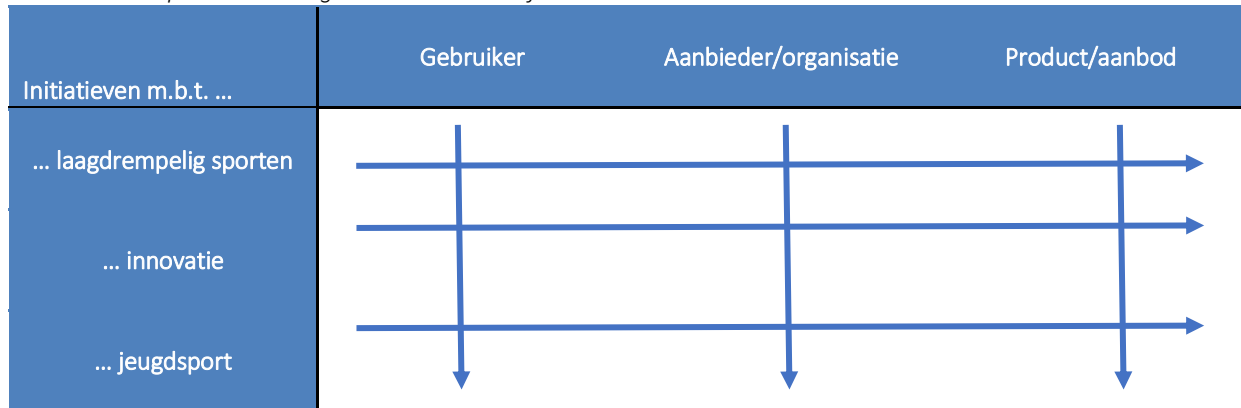 Gebruiker Aanbieder/organisatie Product/aanbod
Initiatieven m.b.t. ...
... laagdrempelig sporten
... innovatie
... jeugdsport